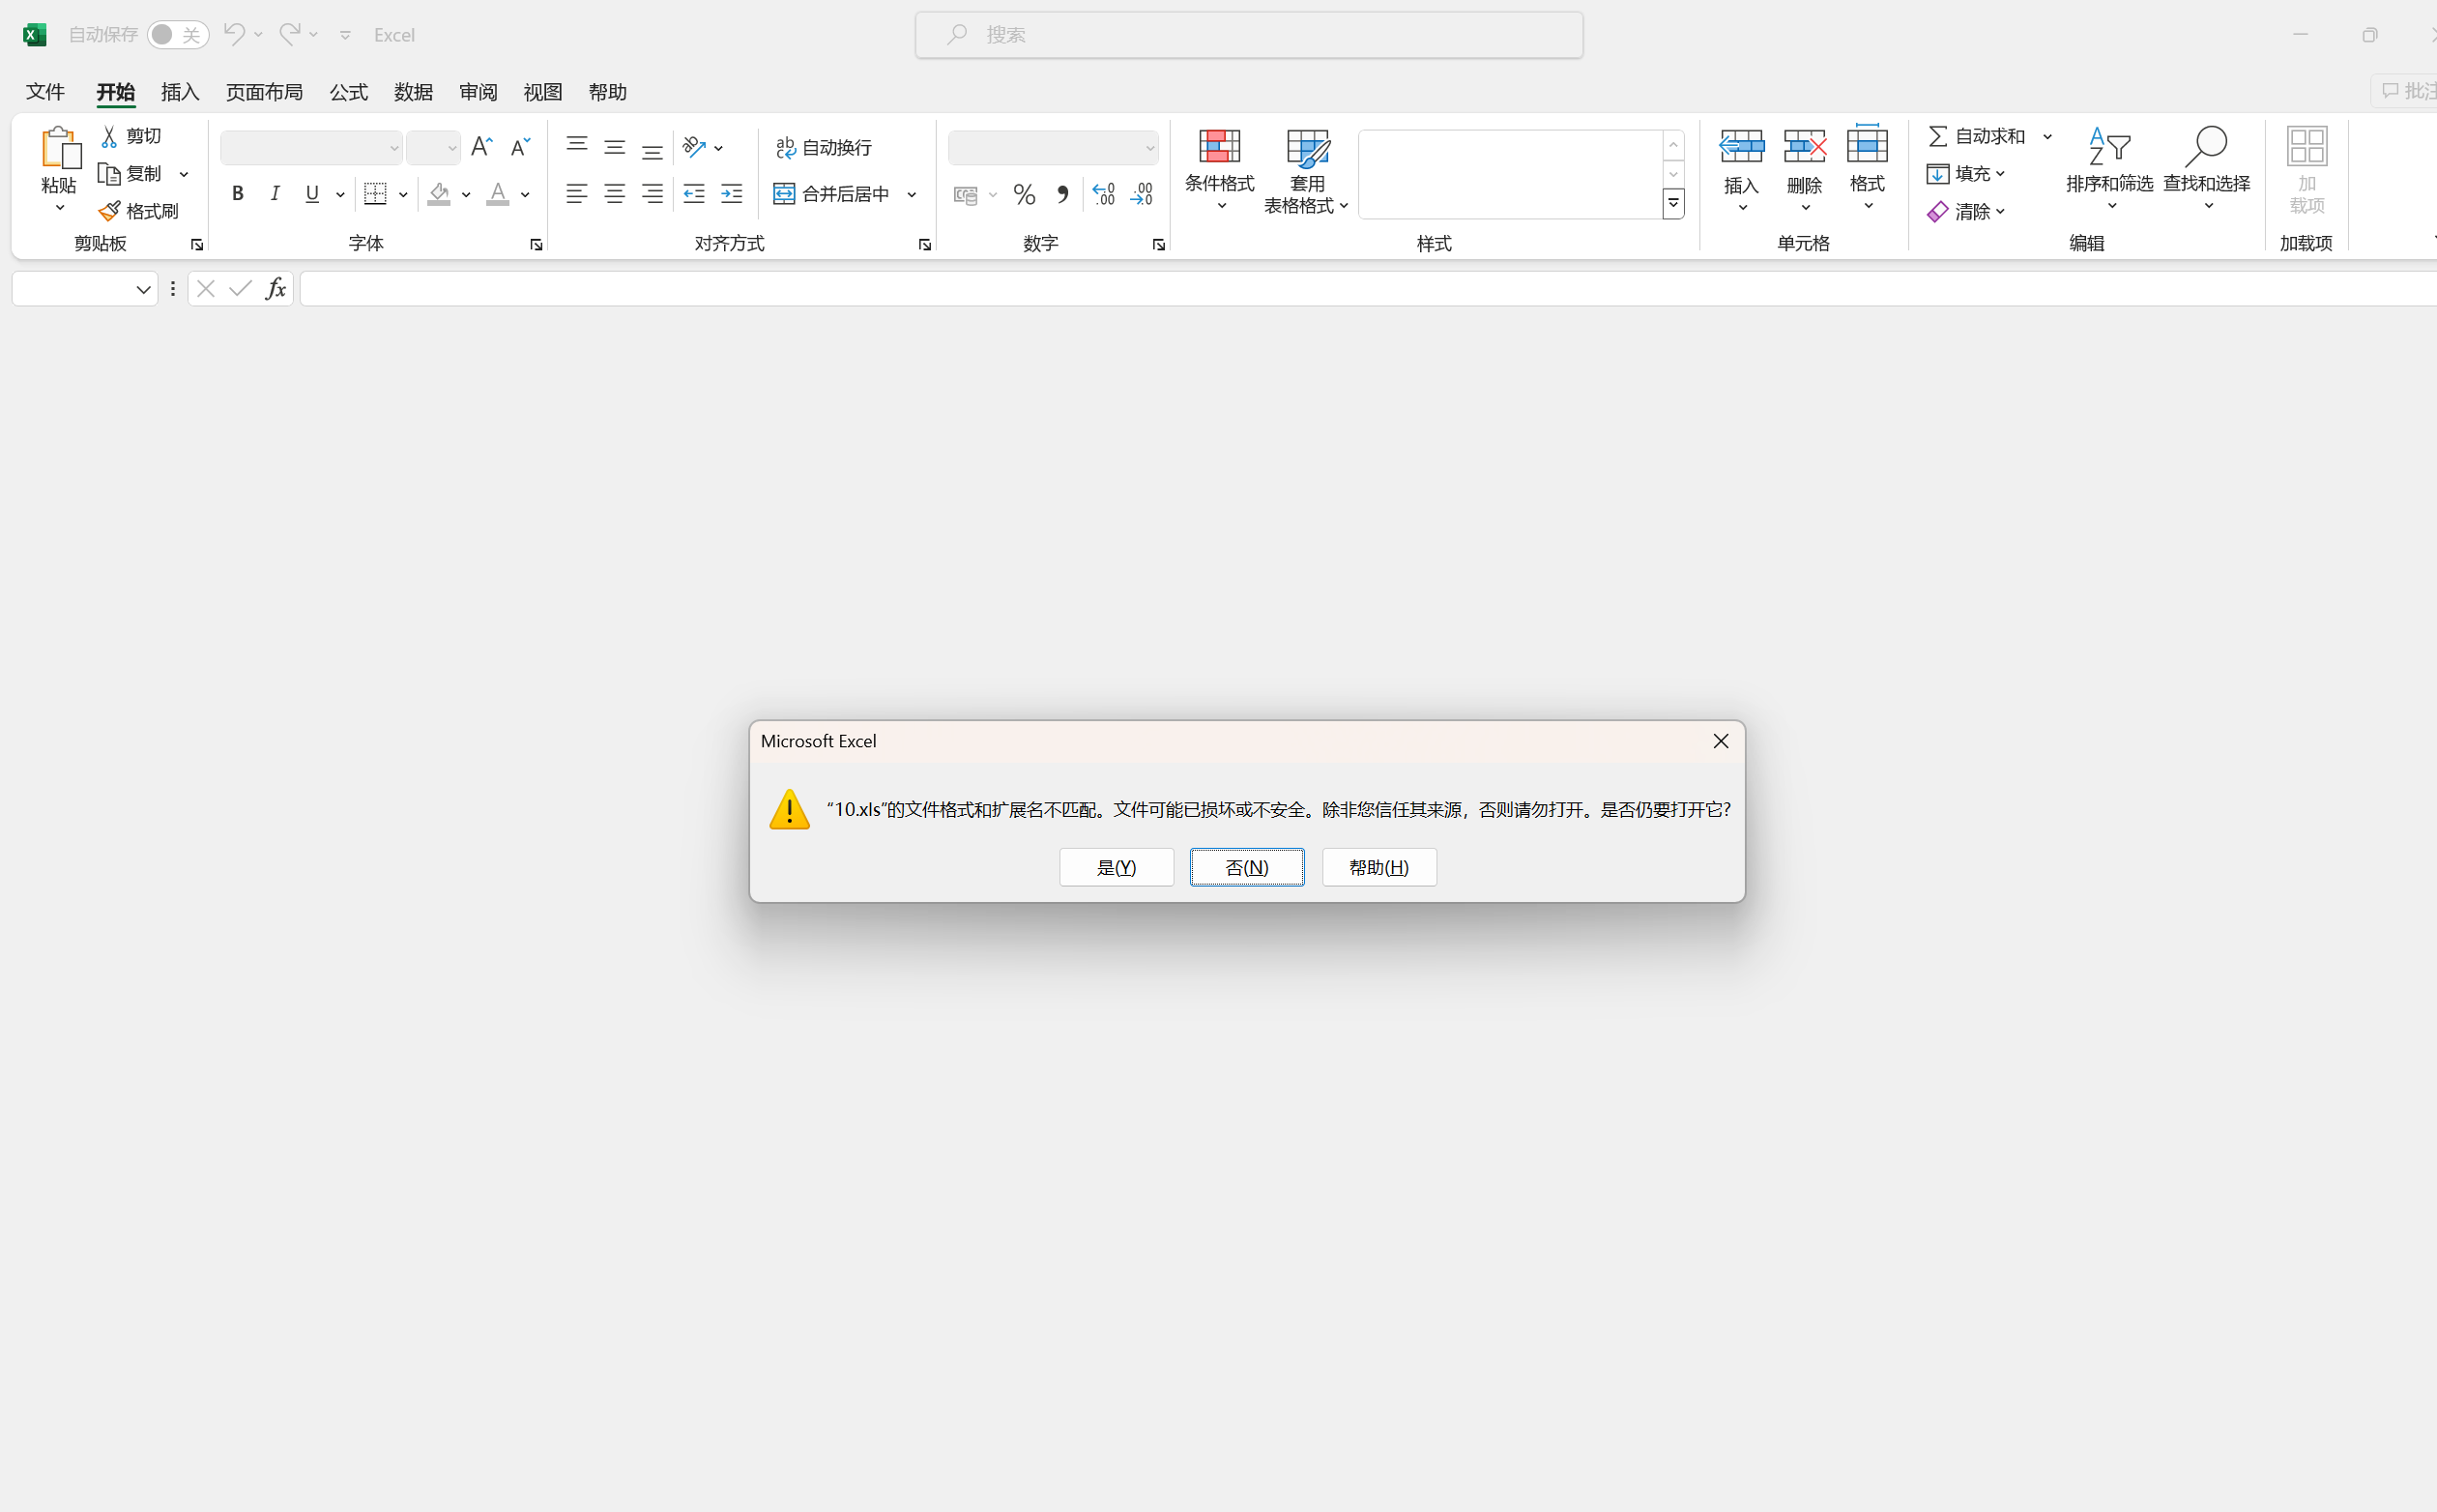 自动保存 关 Excel 搜索
文件 开始 插入 页面布局 公式 数据 审阅 视图 帮助 批注
粘贴 剪切 复制 格式刷
剪贴板
B I U A
字体
ab 自动换行
合并后居中
对齐方式
% .00
数字
条件格式 套用
表格格式
样式
插入 删除 格式
单元格
自动求和
填充
清除
排序和筛选 查找和选择
编辑
加
载项
加载项
fx
Microsoft Excel
“10.xls”的文件格式和扩展名不匹配。文件可能已损坏或不安全。除非您信任其来源，否则请勿打开。是否仍要打开它?
是(Y) 否(N) 帮助(H)